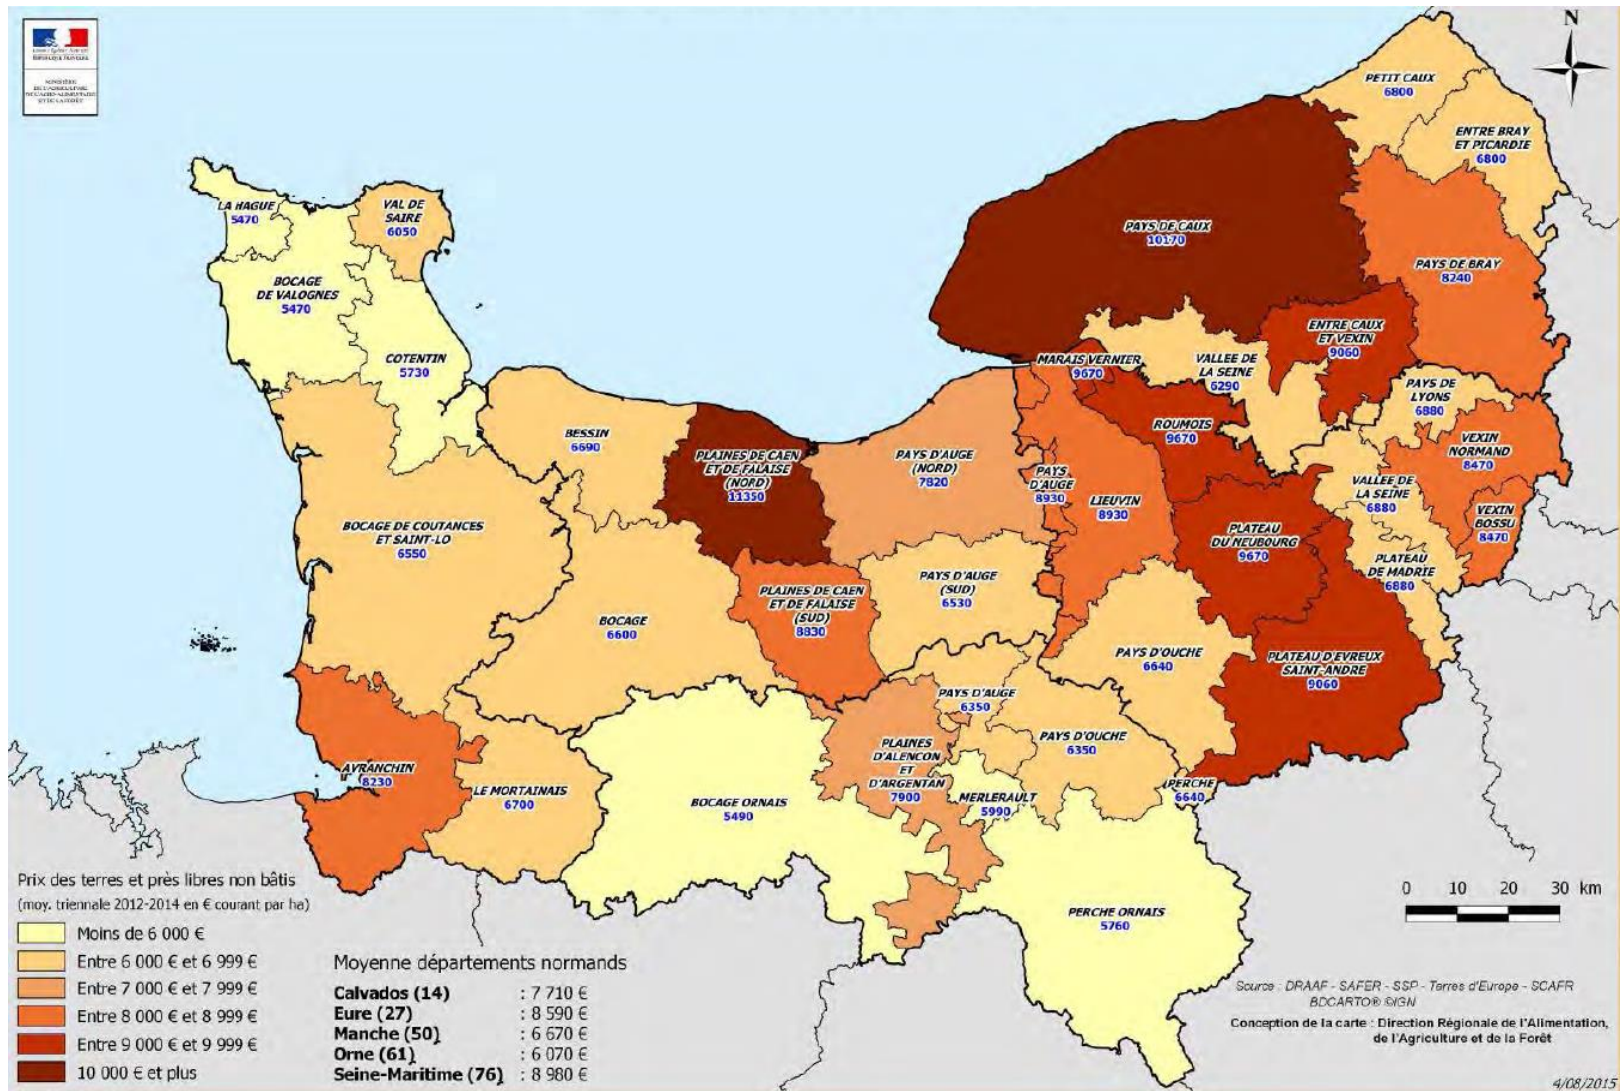 N
PETIT CAUX
6800
ENTRE BRAY
ET PICARDIE
6800
LA HAGUE
5470
VAL DE
SAIRE
6050
PAYS DE CAUX
10170
PAYS DE BRAY
8240
BOCAGE
DE VALOGNES
5470
ENTRE CAUX
ET VEXIN
9060
COTENTIN
5730
MARAIS VERNIER
9670
VALLEE DE
LA SEINE
6290
PAYS DE
LYONS
6880
BESSIN
6690
ROUMOIS
9670
PLAINES DE CAEN
ET DE FALAISE
(NORD)
11350
PAYS D'AUGE
(NORD)
7820
PAYS
D'AUGE
8930
LIEUVIN
8930
VEXIN
NORMAND
8470
VALLEE DE
LA SEINE
6880
VEXIN
BOSSU
8470
BOCAGE DE COUTANCES
ET SAINT-LO
6550
PLATEAU
DU NEUBOURG
9670
PLATEAU
DE MADRIE
6880
PAYS D'AUGE
(SUD)
6530
PLAINES DE CAEN
ET DE FALAISE
(SUD)
8830
BOCAGE
6600
PAYS D'OUCHE
6640
PLATEAU D'EVREUX
SAINT-ANDRE
9060
PAYS D'AUGE
6350
PAYS D'OUCHE
6350
PLAINES
D'ALENCON
ET
D'ARGENTAN
7900
AVRANCHIN
8230
LE MORTAINAIS
6700
BOCAGE ORNAIS
5490
MERLERAULT
5990
PERCHE
6640
PERCHE ORNAIS
5760
Prix des terres et près libres non bâtis
(moy. triennale 2012-2014 en € courant par ha)
Moins de 6 000 €
Entre 6 000 € et 6 999 €
Entre 7 000 € et 7 999 €
Entre 8 000 € et 8 999 €
Entre 9 000 € et 9 999 €
10 000 € et plus
Moyenne départements normands
Calvados (14) : 7 710 €
Eure (27) : 8 590 €
Manche (50) : 6 670 €
Orne (61) : 6 070 €
Seine-Maritime (76) : 8 980 €
0 10 20 30 km
Source : DRAAF - SAFER - SSP - Terres d'Europe - SCAFR
BDCARTO® ©IGN
Conception de la carte : Direction Régionale de l'Alimentation,
de l'Agriculture et de la Forêt
4/08/2015